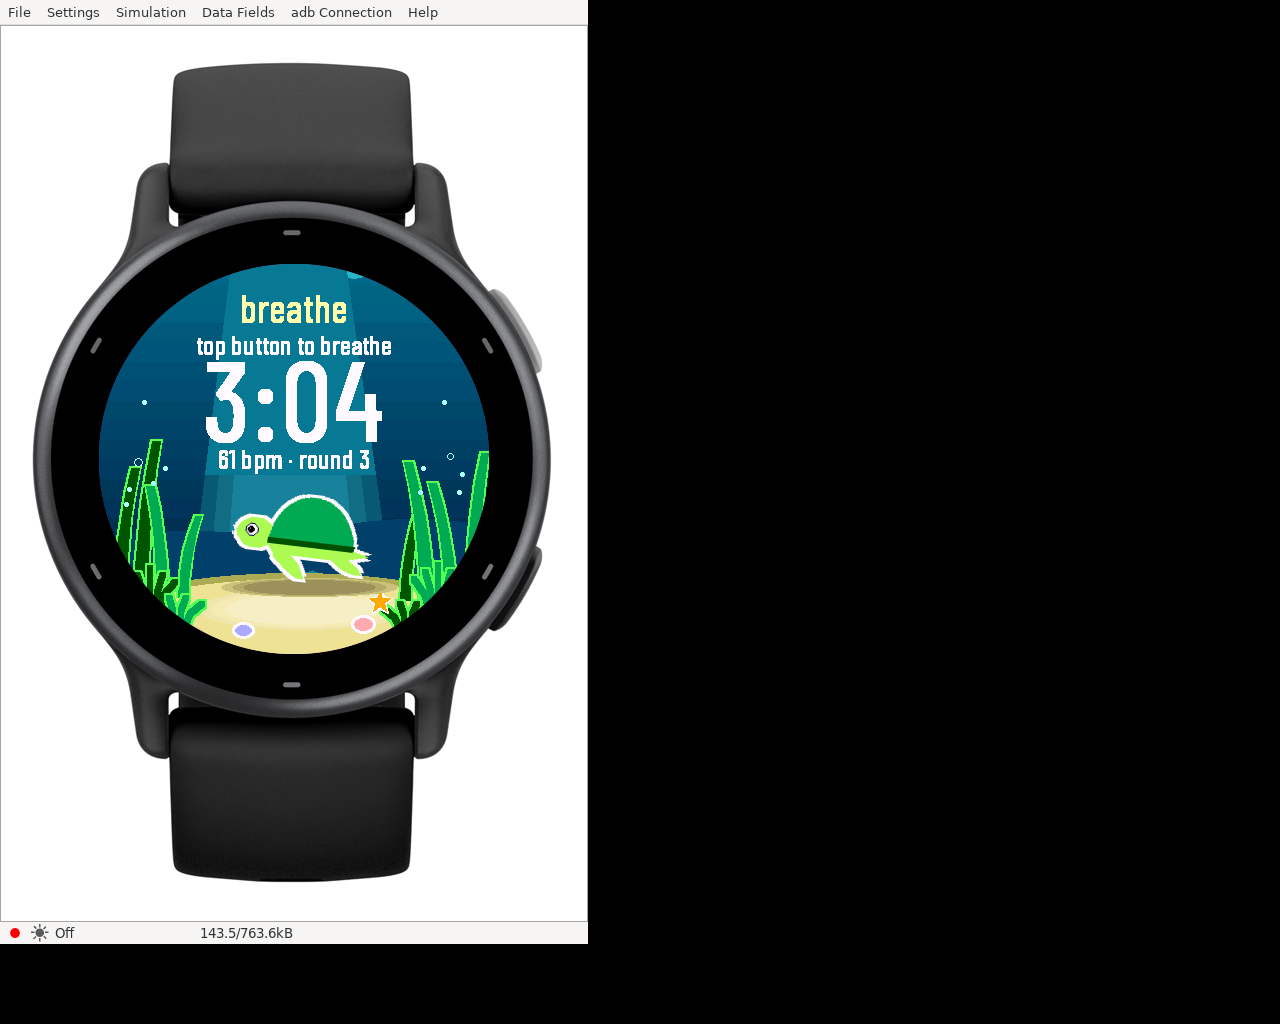 File Settings Simulation Data Fields adb Connection Help
breathe
top button to breathe
3:04
61 bpm · round 3
Off 143.5/763.6kB